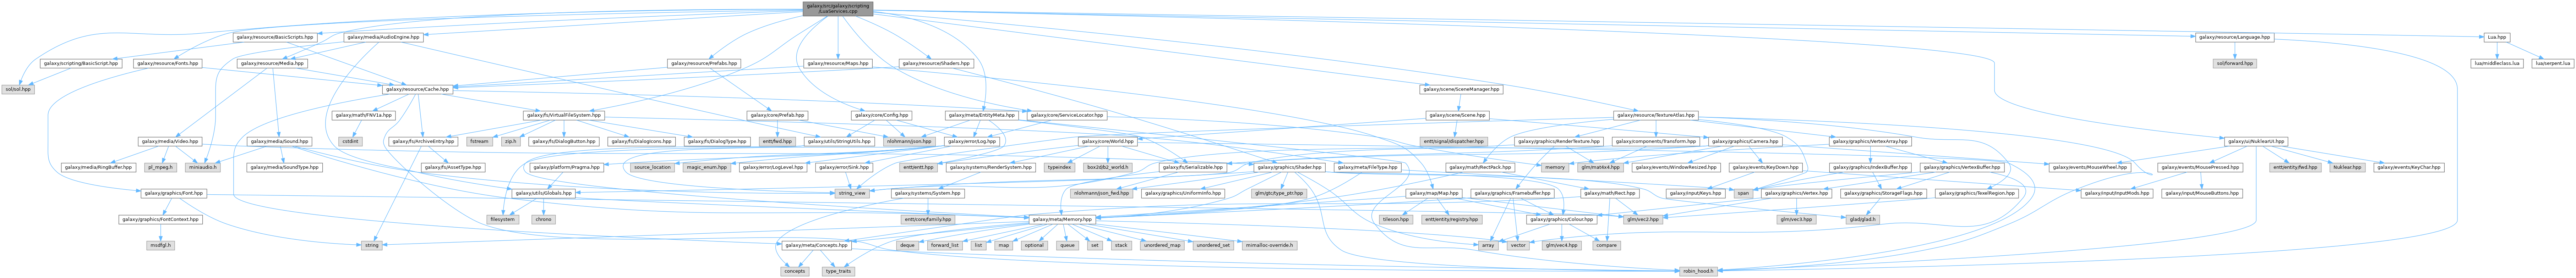 galaxy/src/galaxy/scripting
/LuaServices.cpp
galaxy/resource/BasicScripts.hpp
galaxy/media/AudioEngine.hpp
galaxy/resource/Language.hpp
Lua.hpp
galaxy/scripting/BasicScript.hpp
galaxy/resource/Fonts.hpp
galaxy/resource/Media.hpp
galaxy/resource/Prefabs.hpp
galaxy/resource/Maps.hpp
galaxy/resource/Shaders.hpp
sol/forward.hpp
lua/middleclass.lua
lua/serpent.lua
sol/sol.hpp
galaxy/resource/Cache.hpp
galaxy/scene/SceneManager.hpp
galaxy/math/FNV1a.hpp
galaxy/fs/VirtualFileSystem.hpp
galaxy/core/Prefab.hpp
galaxy/core/Config.hpp
galaxy/meta/EntityMeta.hpp
galaxy/core/ServiceLocator.hpp
galaxy/scene/Scene.hpp
galaxy/resource/TextureAtlas.hpp
galaxy/media/Video.hpp
galaxy/media/Sound.hpp
cstdint
galaxy/fs/ArchiveEntry.hpp
fstream
zip.h
galaxy/fs/DialogButton.hpp
galaxy/fs/DialogIcons.hpp
galaxy/fs/DialogType.hpp
entt/fwd.hpp
galaxy/utils/StringUtils.hpp
nlohmann/json.hpp
galaxy/error/Log.hpp
galaxy/core/World.hpp
entt/signal/dispatcher.hpp
galaxy/graphics/Camera.hpp
galaxy/graphics/RenderTexture.hpp
galaxy/components/Transform.hpp
galaxy/graphics/VertexArray.hpp
galaxy/ui/NuklearUI.hpp
galaxy/media/RingBuffer.hpp
pl_mpeg.h
miniaudio.h
galaxy/media/SoundType.hpp
galaxy/fs/AssetType.hpp
galaxy/platform/Pragma.hpp
source_location
magic_enum.hpp
galaxy/error/LogLevel.hpp
galaxy/error/Sink.hpp
entt/entt.hpp
galaxy/systems/RenderSystem.hpp
typeindex
box2d/b2_world.h
galaxy/fs/Serializable.hpp
galaxy/graphics/Shader.hpp
galaxy/meta/FileType.hpp
galaxy/math/RectPack.hpp
memory
glm/mat4x4.hpp
galaxy/events/WindowResized.hpp
galaxy/events/KeyDown.hpp
galaxy/graphics/IndexBuffer.hpp
galaxy/graphics/VertexBuffer.hpp
galaxy/events/MouseWheel.hpp
galaxy/events/MousePressed.hpp
entt/entity/fwd.hpp
Nuklear.hpp
galaxy/events/KeyChar.hpp
galaxy/graphics/Font.hpp
galaxy/utils/Globals.hpp
string_view
galaxy/systems/System.hpp
nlohmann/json_fwd.hpp
galaxy/graphics/UniformInfo.hpp
glm/gtc/type_ptr.hpp
galaxy/map/Map.hpp
galaxy/graphics/Framebuffer.hpp
galaxy/math/Rect.hpp
galaxy/input/Keys.hpp
span
galaxy/graphics/Vertex.hpp
galaxy/graphics/StorageFlags.hpp
galaxy/graphics/TexelRegion.hpp
galaxy/input/InputMods.hpp
galaxy/input/MouseButtons.hpp
galaxy/graphics/FontContext.hpp
filesystem
chrono
entt/core/family.hpp
galaxy/meta/Memory.hpp
tileson.hpp
entt/entity/registry.hpp
galaxy/graphics/Colour.hpp
glm/vec2.hpp
glm/vec3.hpp
glad/glad.h
msdfgl.h
string
galaxy/meta/Concepts.hpp
deque
forward_list
list
map
optional
queue
set
stack
unordered_map
unordered_set
mimalloc-override.h
array
vector
glm/vec4.hpp
compare
concepts
type_traits
robin_hood.h